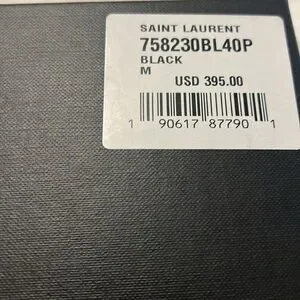 SAINT LAURENT
758230BL40P
BLACK
M
USD 395.00
1 90617 87790 1